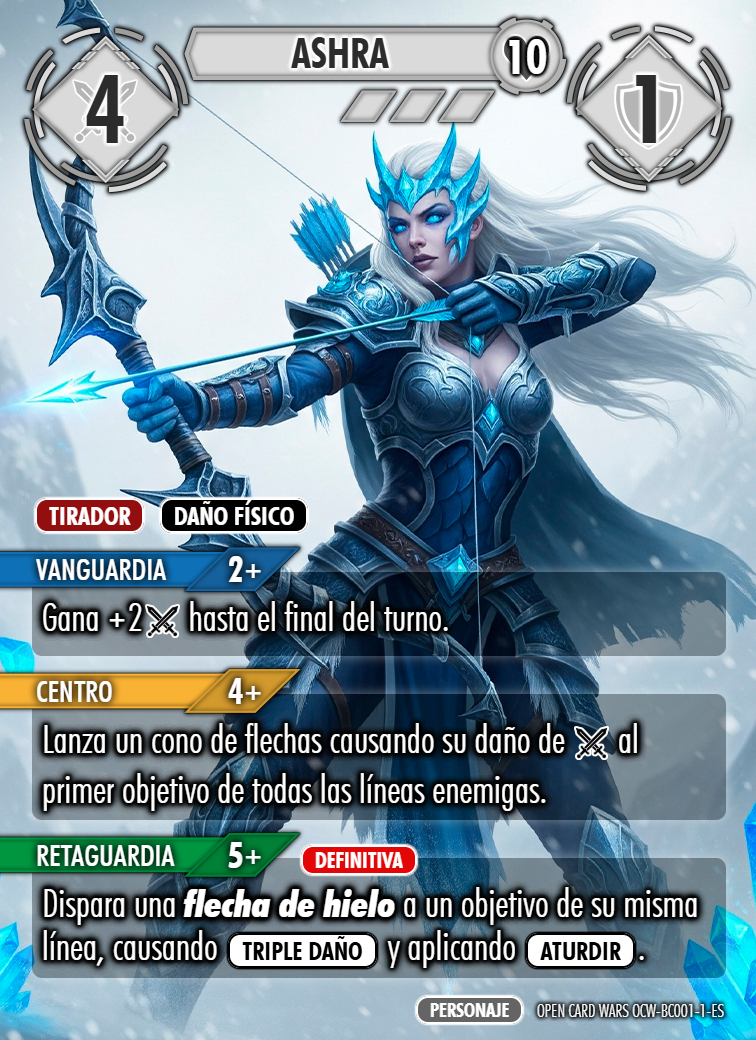 ASHRA
10
4
1
TIRADOR DAÑO FÍSICO
VANGUARDIA 2+
Gana +2 hasta el final del turno.
CENTRO 4+
Lanza un cono de flechas causando su daño de al
primer objetivo de todas las líneas enemigas.
RETAGUARDIA 5+ DEFINITIVA
Dispara una flecha de hielo a un objetivo de su misma
línea, causando TRIPLE DAÑO y aplicando ATURDIR.
PERSONAJE OPEN CARD WARS OCW-BC001-1-ES